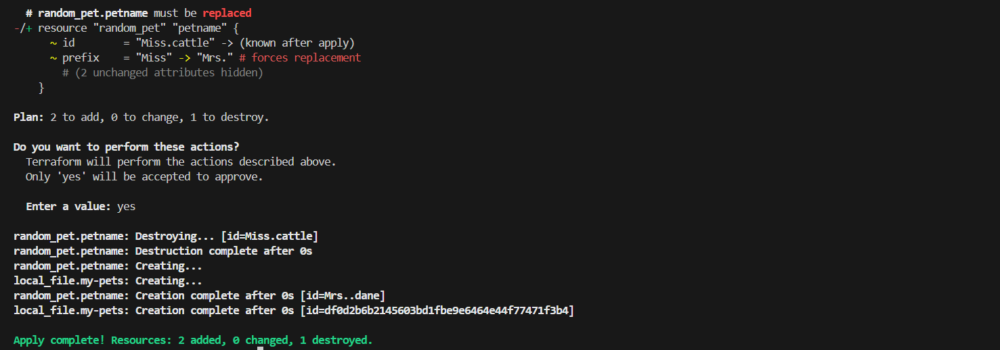 # random_pet.petname must be replaced
-/+ resource "random_pet" "petname" {
~ id        = "Miss.cattle" -> (known after apply)
~ prefix    = "Miss" -> "Mrs." # forces replacement
# (2 unchanged attributes hidden)
}
Plan: 2 to add, 0 to change, 1 to destroy.
Do you want to perform these actions?
Terraform will perform the actions described above.
Only 'yes' will be accepted to approve.
Enter a value: yes
random_pet.petname: Destroying... [id=Miss.cattle]
random_pet.petname: Destruction complete after 0s
random_pet.petname: Creating...
local_file.my-pets: Creating...
random_pet.petname: Creation complete after 0s [id=Mrs..dane]
local_file.my-pets: Creation complete after 0s [id=df0d2b6b2145603bd1fbe9e6464e44f77471f3b4]
Apply complete! Resources: 2 added, 0 changed, 1 destroyed.